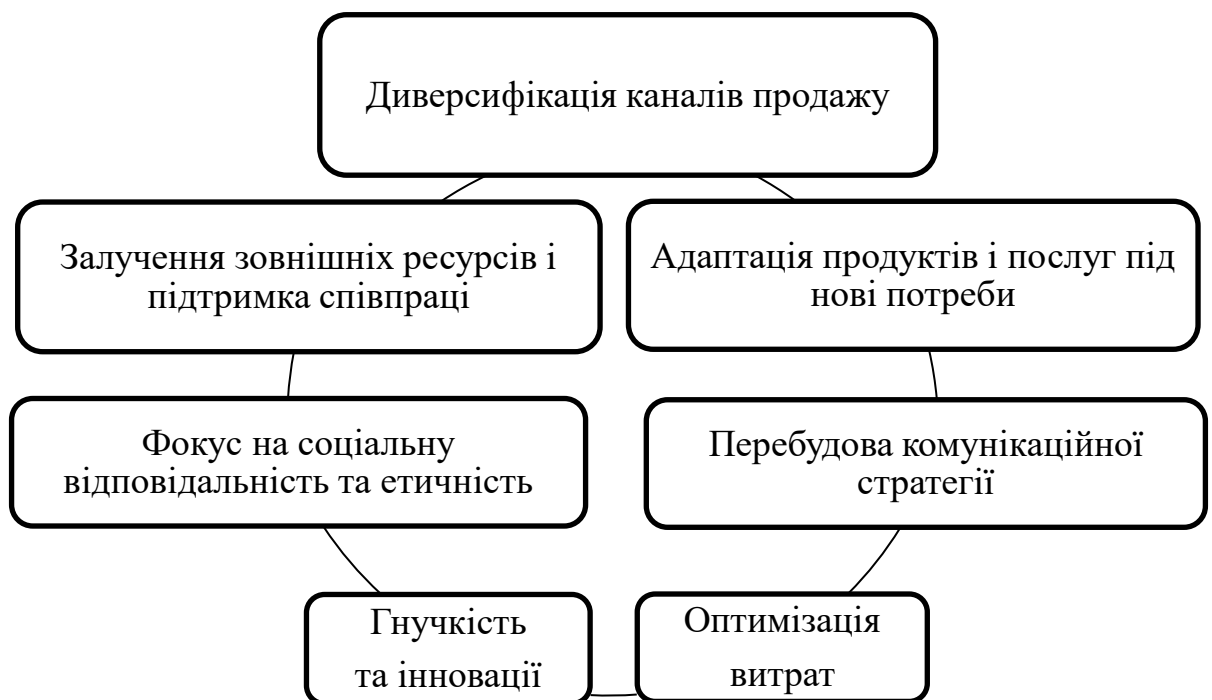 Диверсифікація каналів продажу
Залучення зовнішніх ресурсів і
підтримка співпраці
Адаптація продуктів і послуг під
нові потреби
Фокус на соціальну
відповідальність та етичність
Перебудова комунікаційної
стратегії
Гнучкість
та інновації
Оптимізація
витрат